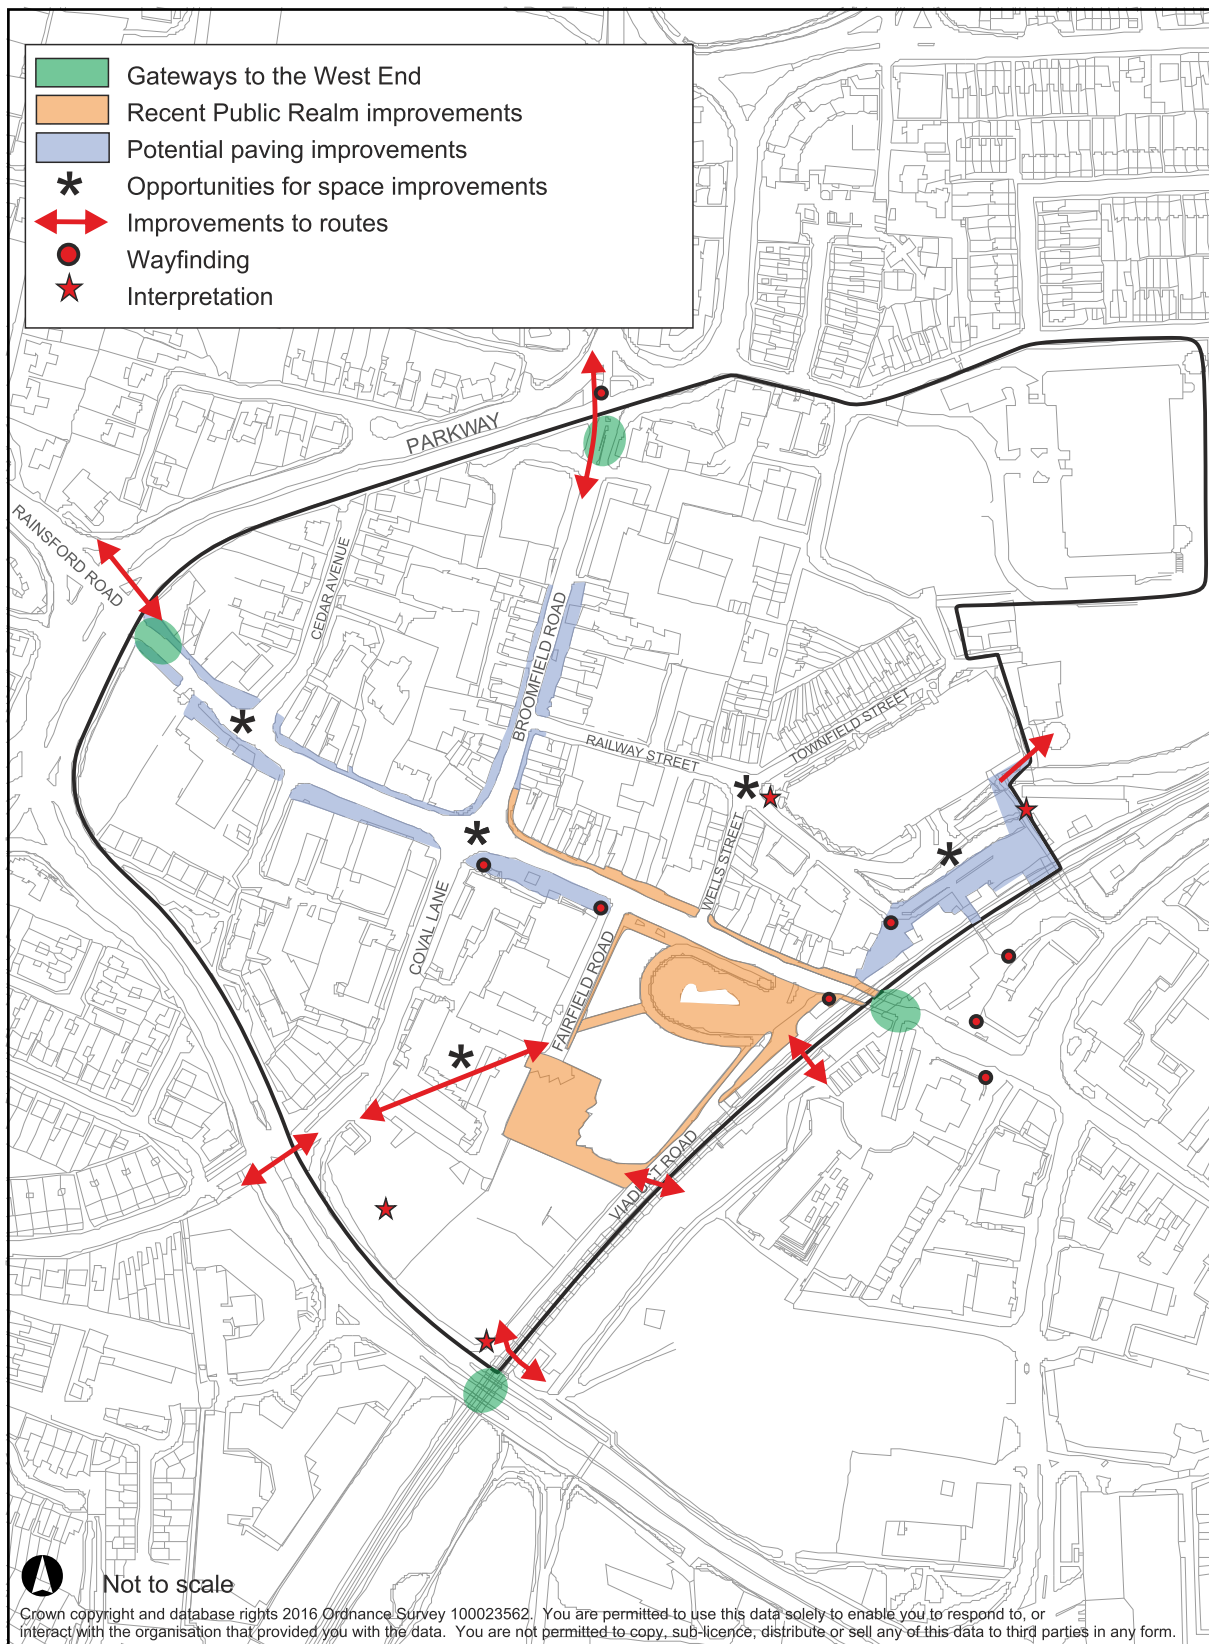 Gateways to the West End
Recent Public Realm improvements
Potential paving improvements
Opportunities for space improvements
Improvements to routes
Wayfinding
Interpretation
PARKWAY
RAINSFORD ROAD
CEDAR AVENUE
BROOMFIELD ROAD
RAILWAY STREET
TOWNFIELD STREET
WELLS STREET
COVAL LANE
FAIRFIELD ROAD
VIADUCT ROAD
Not to scale
Crown copyright and database rights 2016 Ordnance Survey 100023562.  You are permitted to use this data solely to enable you to respond to, or
interact with the organisation that provided you with the data.  You are not permitted to copy, sub-licence, distribute or sell any of this data to third parties in any form.